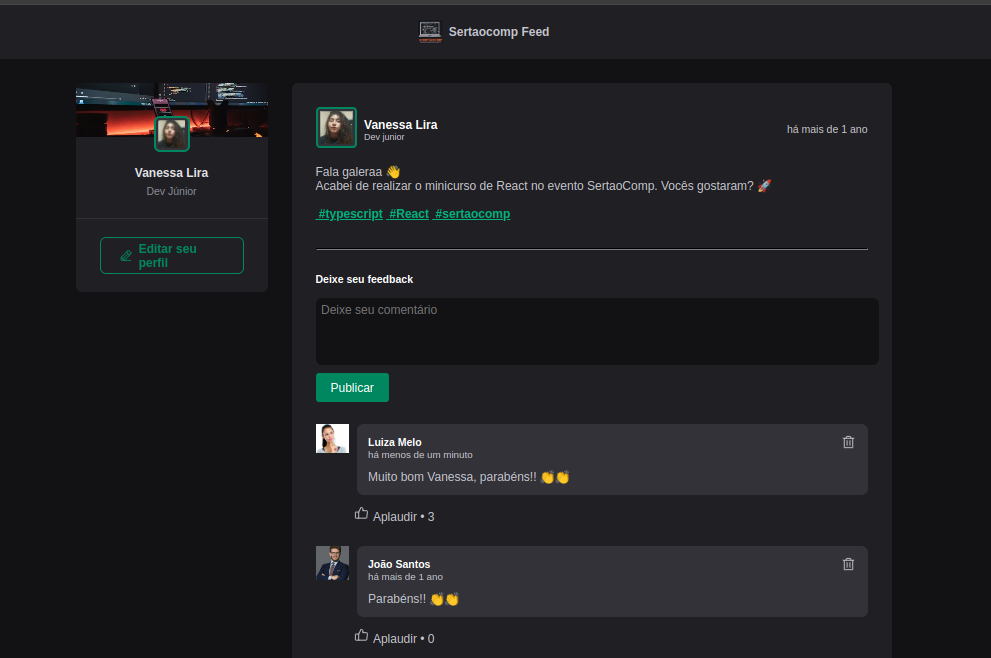 Sertaocomp Feed
Vanessa Lira
Dev Júnior
Editar seu
perfil
Vanessa Lira
Dev junior
há mais de 1 ano
Fala galeraa 👋
Acabei de realizar o minicurso de React no evento SertaoComp. Vocês gostaram? 🚀
#typescript #React #sertaocomp
Deixe seu feedback
Deixe seu comentário
Publicar
Luiza Melo
há menos de um minuto
Muito bom Vanessa, parabéns!! 👏👏
Aplaudir • 3
João Santos
há mais de 1 ano
Parabéns!! 👏👏
Aplaudir • 0